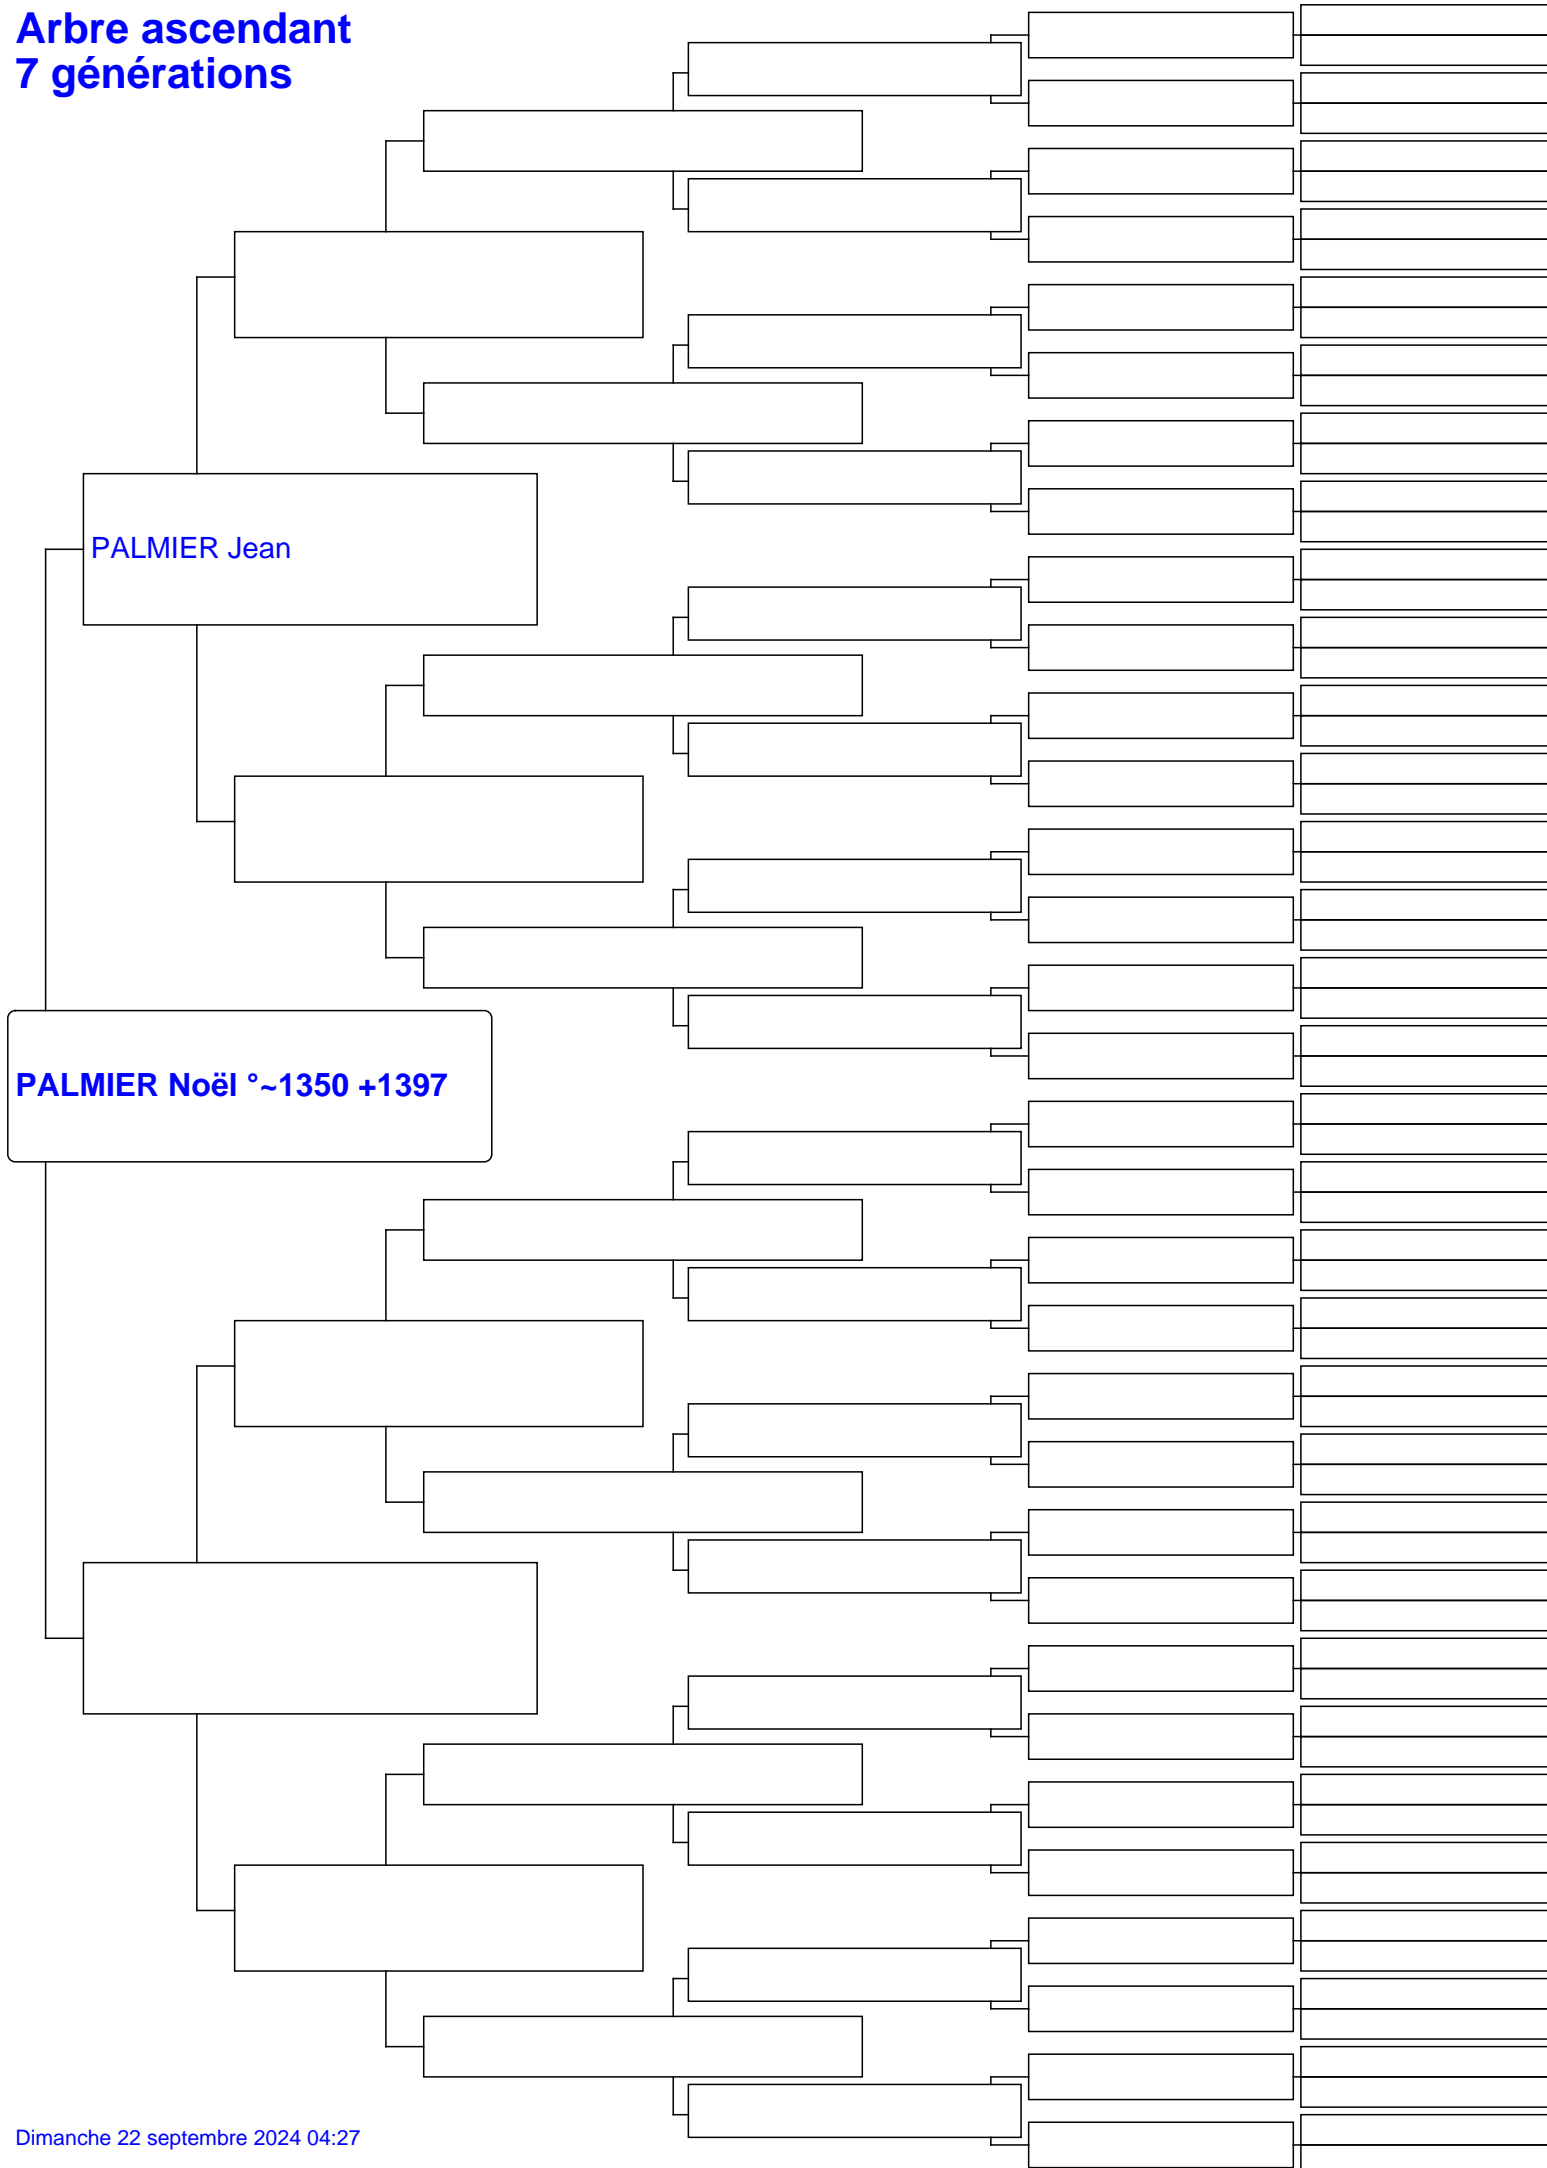 Arbre ascendant
7 générations
PALMIER Jean
PALMIER Noël °~1350 +1397
Dimanche 22 septembre 2024 04:27